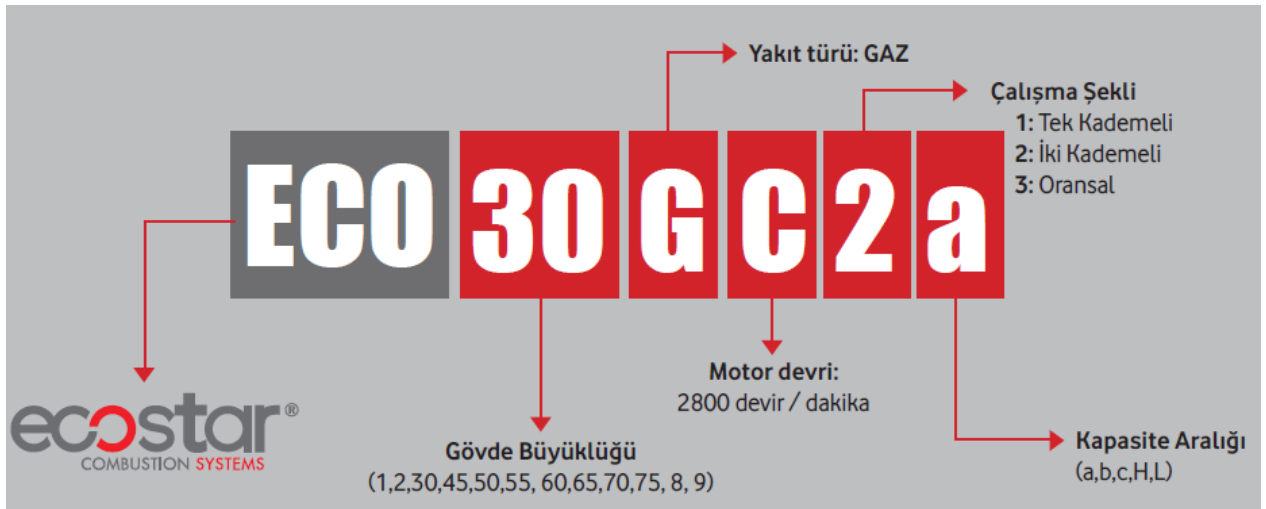 Yakıt türü: GAZ
Çalışma Şekli
1: Tek Kademeli
2: İki Kademeli
3: Oransal
ECO 30 G C 2 a
Motor devri:
2800 devir / dakika
ecostar®
COMBUSTION SYSTEMS
Gövde Büyüklüğü
(1,2,30,45,50,55, 60,65,70,75, 8, 9)
Kapasite Aralığı
(a,b,c,H,L)